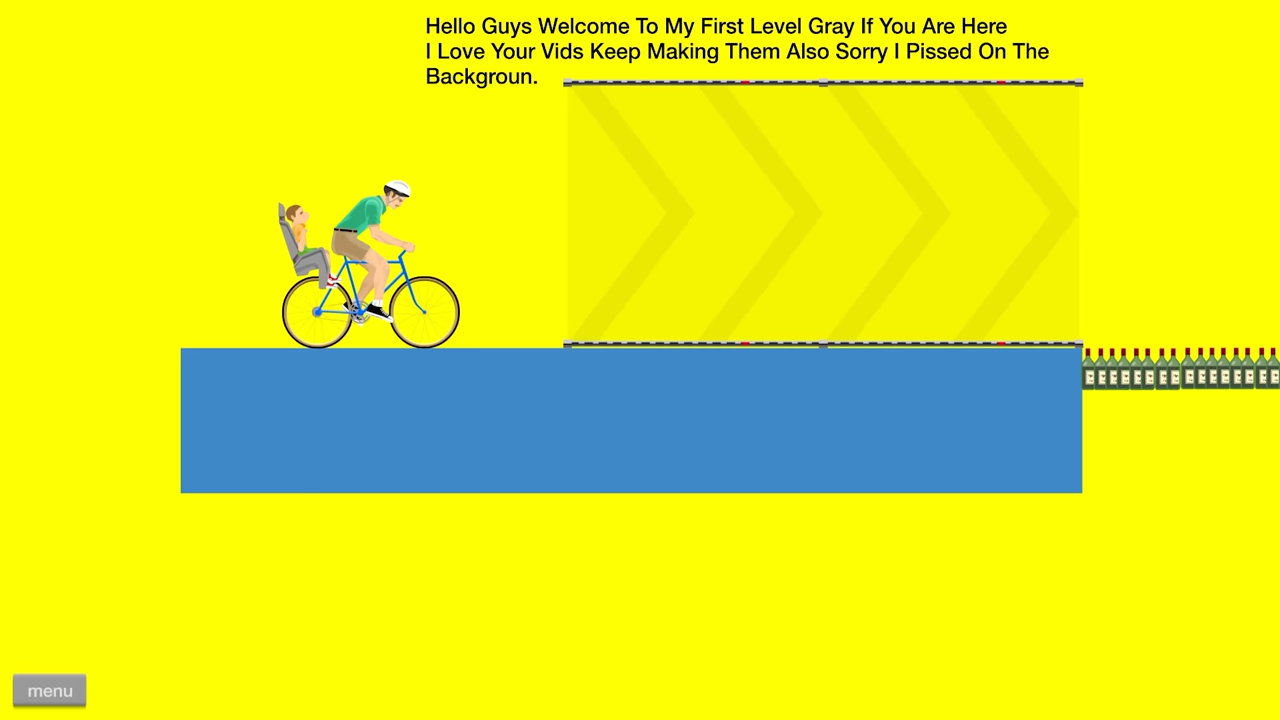 Hello Guys Welcome To My First Level Gray If You Are Here
I Love Your Vids Keep Making Them Also Sorry I Pissed On The
Backgroun.
menu